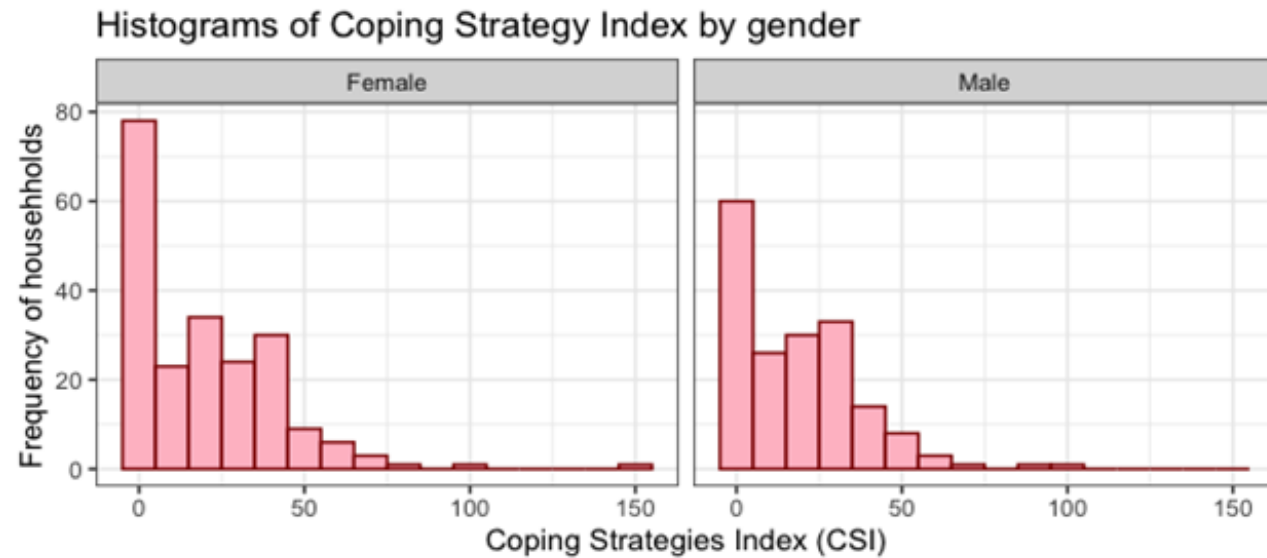 Histograms of Coping Strategy Index by gender
Female
Male
Frequency of househholds
80
60
40
20
0
0
50
100
150
0
50
100
150
Coping Strategies Index (CSI)